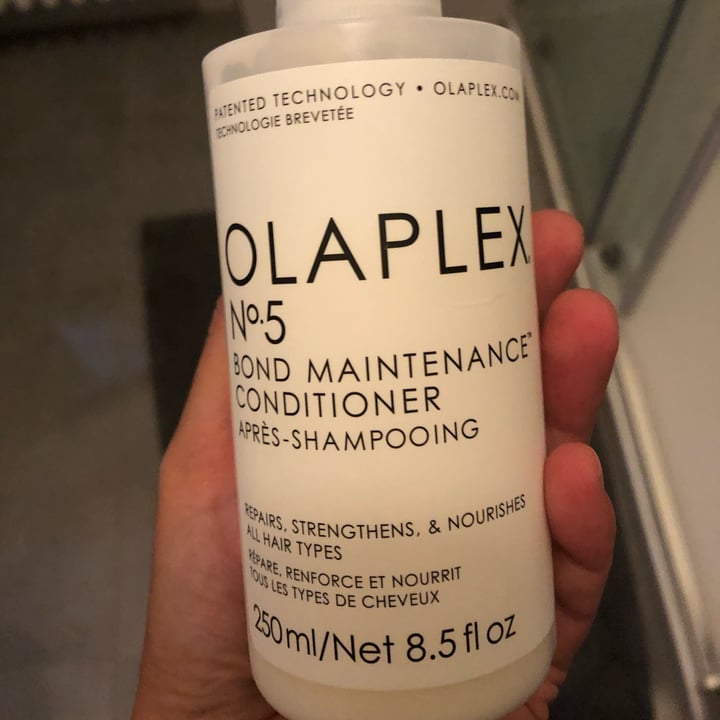 PATENTED TECHNOLOGY • OLAPLEX.COM
TECHNOLOGIE BREVETÉE
OLAPLEX®
Nº.5
BOND MAINTENANCE™
CONDITIONER
APRÈS-SHAMPOOING
REPAIRS, STRENGTHENS, & NOURISHES
ALL HAIR TYPES
RÉPARE, RENFORCE ET NOURRIT
TOUS LES TYPES DE CHEVEUX
250ml/Net 8.5 fl oz